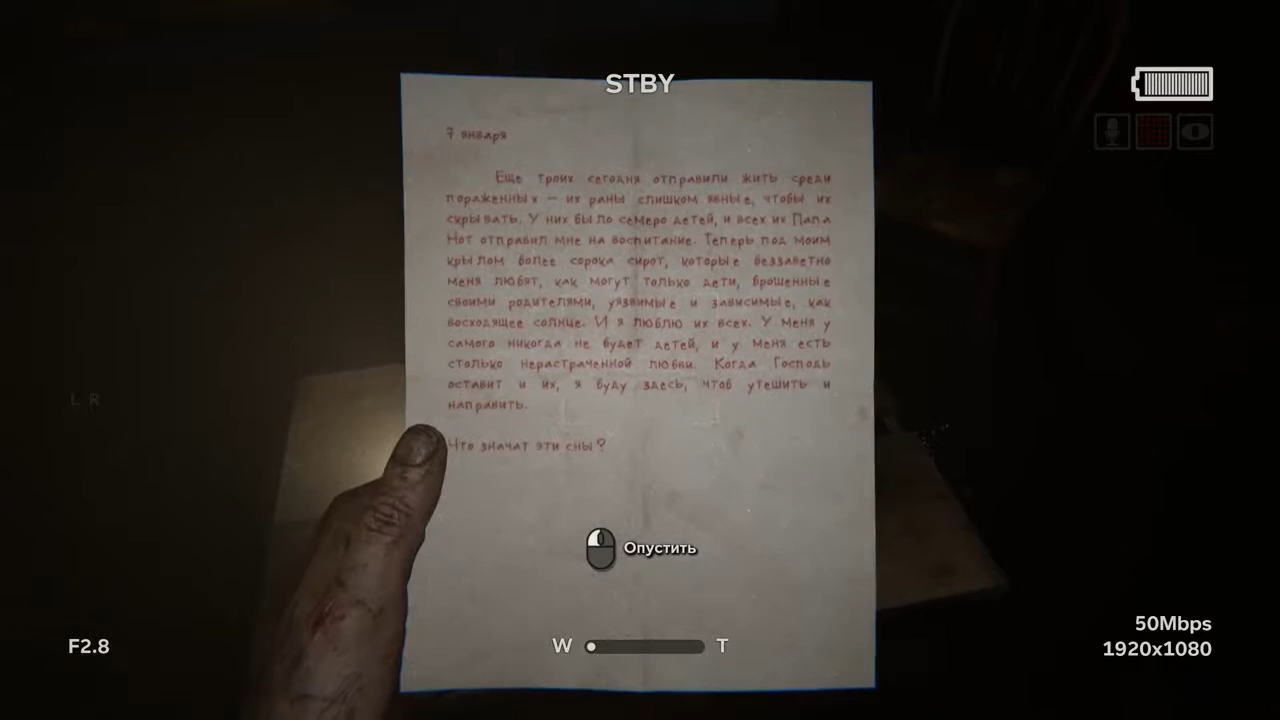 STBY
7 января
Еще троих сегодня отправили жить среди
пораженных — их раны слишком явные, чтобы их
скрывать. У них было семеро детей, и всех их Папа
Нот отправил мне на воспитание. Теперь под моим
крылом более сорока сирот, которые беззаветно
меня любят, как могут только дети, брошенные
своими родителями, уязвимые и зависимые, как
восходящее солнце. И я люблю их всех. У меня у
самого никогда не будет детей, и у меня есть
столько нерастраченной любви. Когда Господь
оставит и их, я буду здесь, чтоб утешить и
направить.
L R
Что значат эти сны?
Опустить
50Mbps
F2.8
W T
1920x1080